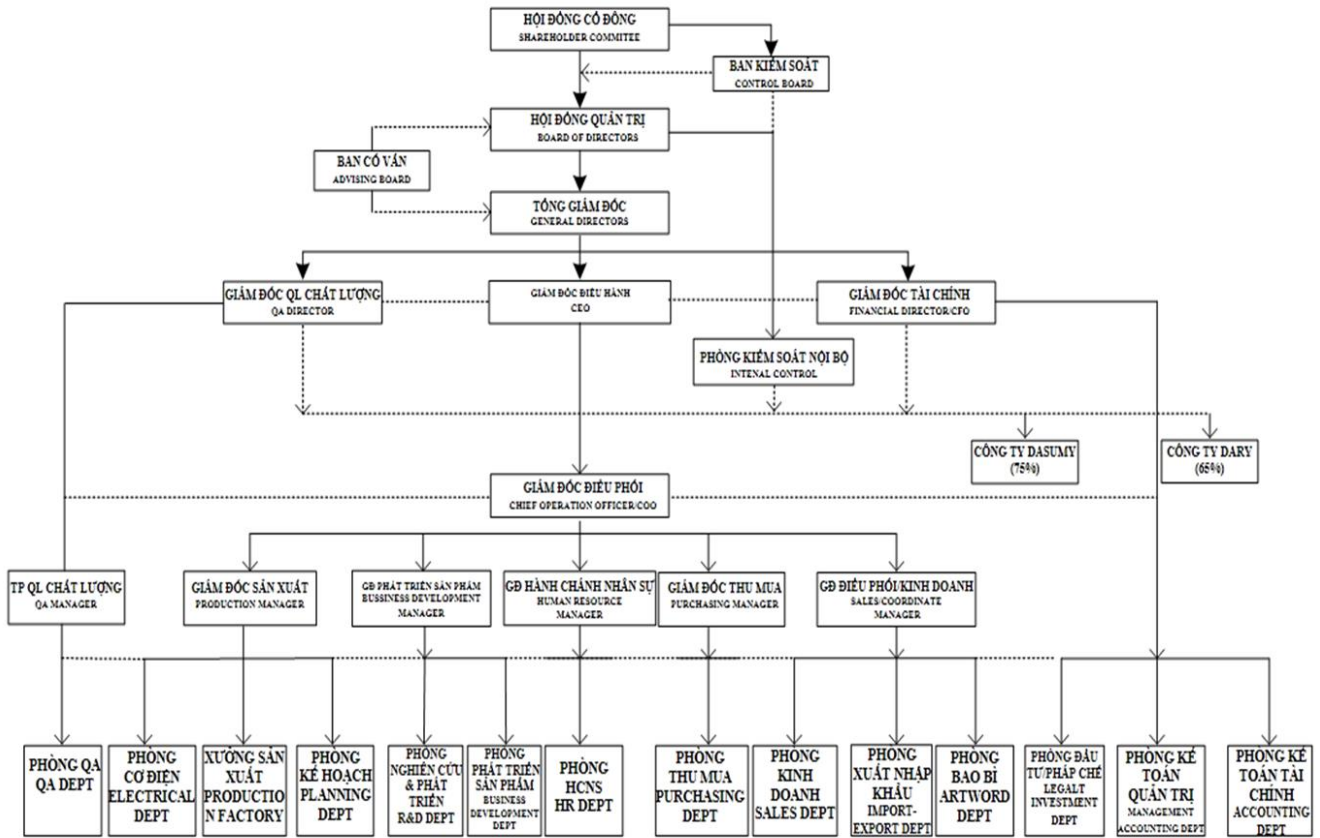 HỘI ĐỒNG CỔ ĐÔNG
SHAREHOLDER COMMITEE
BAN KIỂM SOÁT
CONTROL BOARD
HỘI ĐỒNG QUẢN TRỊ
BOARD OF DIRECTORS
BAN CỐ VẤN
ADVISING BOARD
TỔNG GIÁM ĐỐC
GENERAL DIRECTORS
GIÁM ĐỐC QL CHẤT LƯỢNG
QA DIRECTOR
GIÁM ĐỐC ĐIỀU HÀNH
CEO
GIÁM ĐỐC TÀI CHÍNH
FINANCIAL DIRECTOR/CFO
PHÒNG KIỂM SOÁT NỘI BỘ
INTENAL CONTROL
CÔNG TY DASUMY
(75%)
CÔNG TY DARY
(65%)
GIÁM ĐỐC ĐIỀU PHỐI
CHIEF OPERATION OFFICER/COO
TP QL CHẤT LƯỢNG
QA MANAGER
GIÁM ĐỐC SẢN XUẤT
PRODUCTION MANAGER
GĐ PHÁT TRIỂN SẢN PHẨM
BUSSINESS DEVELOPMENT
MANAGER
GĐ HÀNH CHÁNH NHÂN SỰ
HUMAN RESOURCE
MANAGER
GIÁM ĐỐC THU MUA
PURCHASING MANAGER
GĐ ĐIỀU PHỐI/KINH DOANH
SALES/COORDINATE
MANAGER
PHÒNG QA
QA DEPT
PHÒNG
CƠ ĐIỆN
ELECTRICAL
DEPT
XƯỞNG SẢN
XUẤT
PRODUCTIO
N FACTORY
PHÒNG
KẾ HOẠCH
PLANNING
DEPT
PHÒNG
NGHIÊN CỨU
& PHÁT
TRIỂN
R&D DEPT
PHÒNG
PHÁT TRIỂN
SẢN PHẨM
BUSINESS
DEVELOPMENT
DEPT
PHÒNG
HCNS
HR DEPT
PHÒNG
THU MUA
PURCHASING
DEPT
PHÒNG
KINH
DOANH
SALES DEPT
PHÒNG
XUẤT NHẬP
KHẨU
IMPORT-
EXPORT DEPT
PHÒNG
BAO BÌ
ARTWORD
DEPT
PHÒNG ĐẦU
TƯ/PHÁP CHẾ
LEGALT
INVESTMENT
DEPT
PHÒNG KẾ
TOÁN
QUẢN TRỊ
MANAGEMENT
ACCOUNTING DEPT
PHÒNG KẾ
TOÁN TÀI
CHÍNH
ACCOUNTING
DEPT